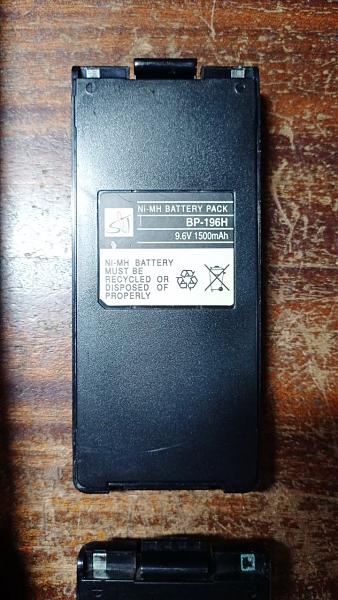 SJ
Ni-MH BATTERY PACK
BP-196H
9.6V 1500mAh
Ni-MH BATTERY
MUST BE
RECYCLED OR
DISPOSED OF
PROPERLY